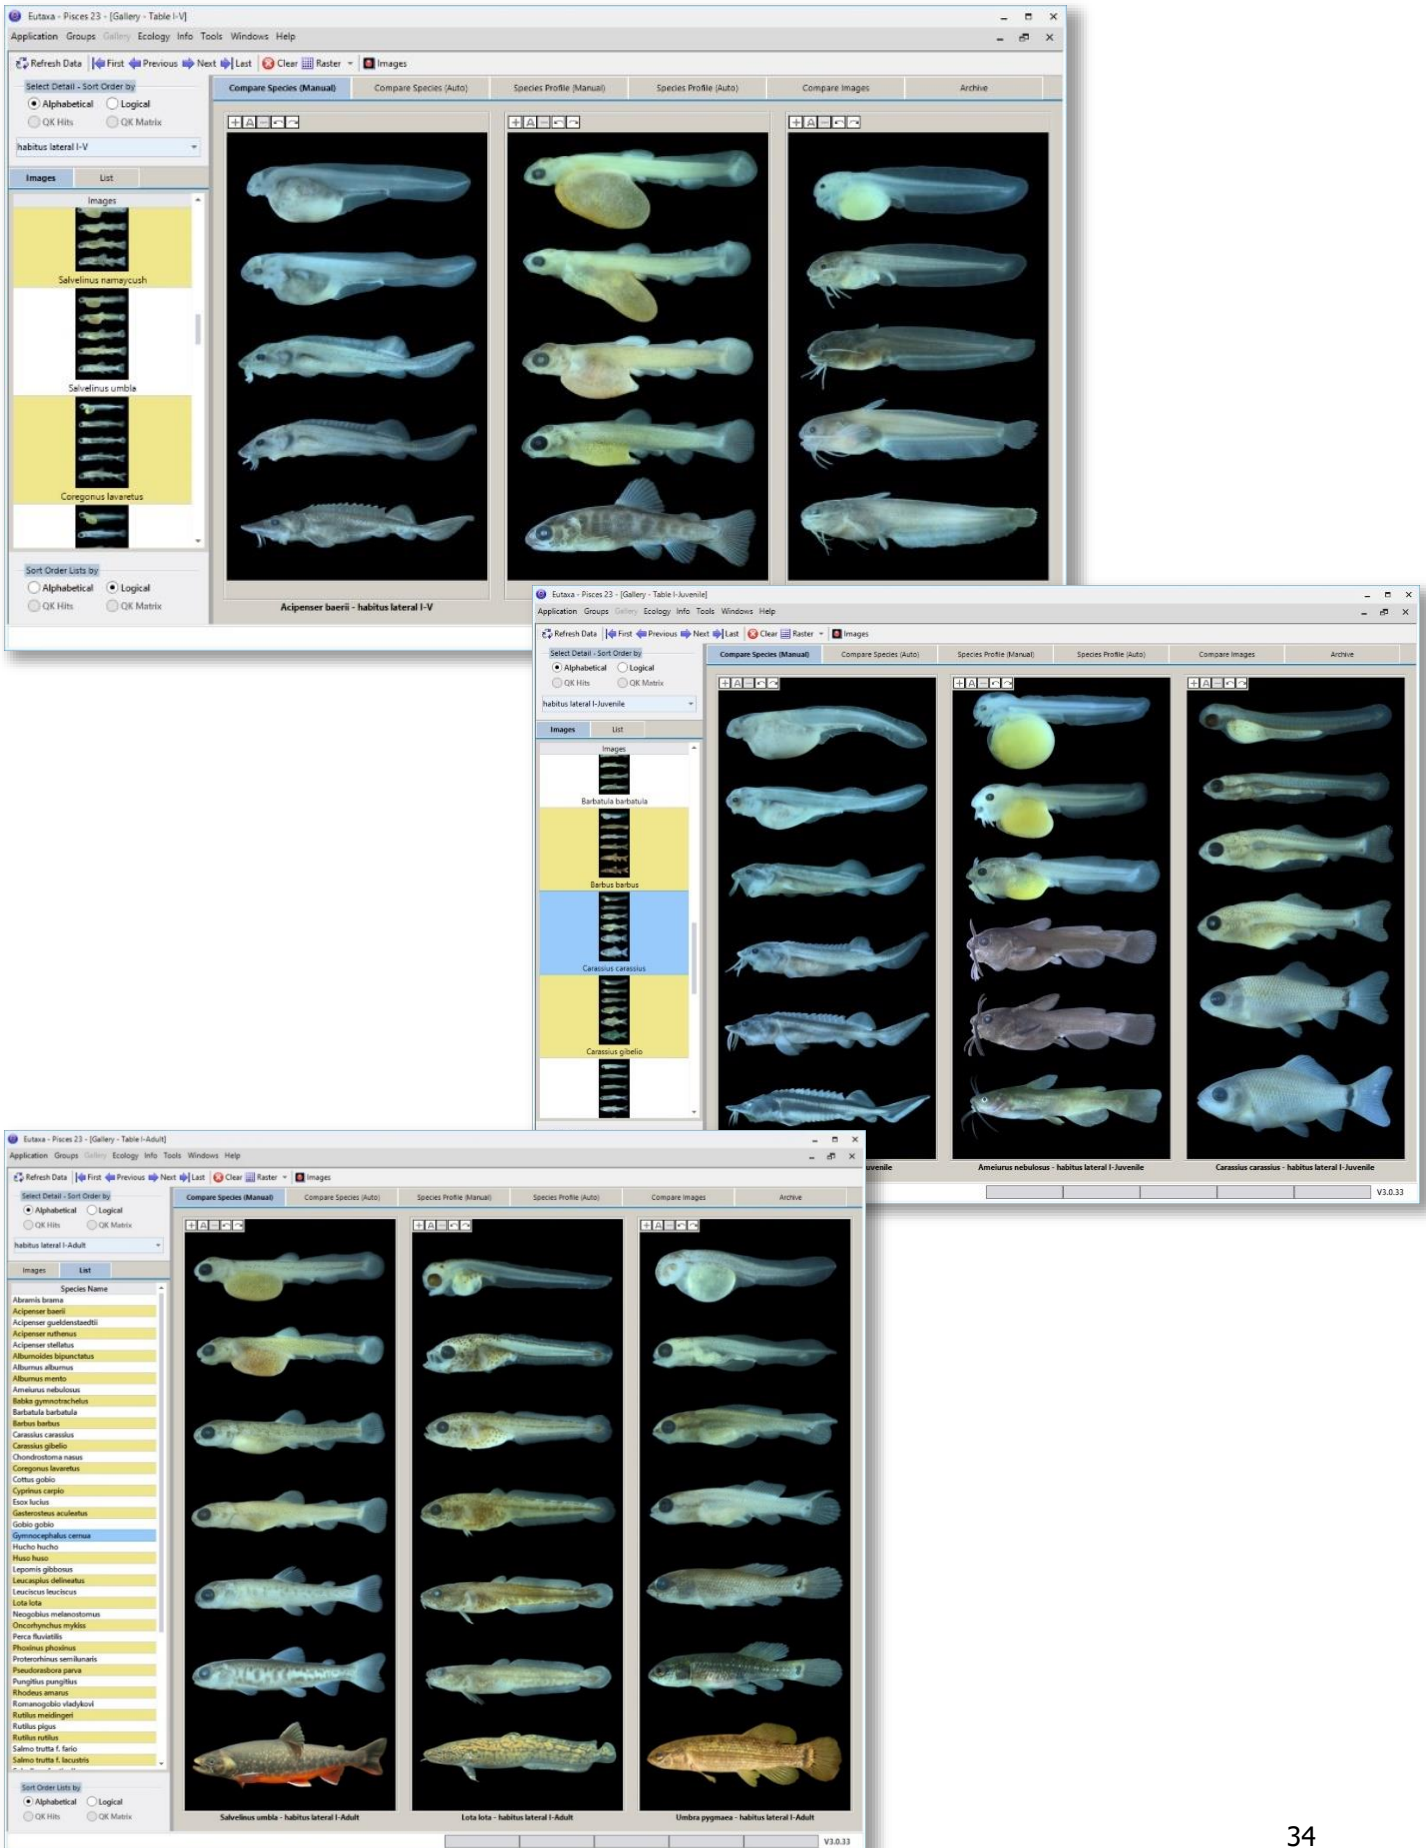 Eutaxa - Pisces 23 - [Gallery - Table I-V]
Application Groups Gallery Ecology Info Tools Windows Help
Refresh Data First Previous Next Last Clear Raster Images
Select Detail - Sort Order by
Alphabetical Logical
QK Hits QK Matrix
habitus lateral I-V
Images List
Compare Species (Manual) Compare Species (Auto) Species Profile (Manual) Species Profile (Auto) Compare Images Archive
Images
Salvelinus namaycush
Salvelinus umbla
Coregonus lavaretus
Sort Order Lists by
Alphabetical Logical
QK Hits QK Matrix
Acipenser baerii - habitus lateral I-V
Eutaxa - Pisces 23 - [Gallery - Table I-Juvenile]
Application Groups Gallery Ecology Info Tools Windows Help
Refresh Data First Previous Next Last Clear Raster Images
Select Detail - Sort Order by
Alphabetical Logical
QK Hits QK Matrix
habitus lateral I-Juvenile
Images List
Compare Species (Manual) Compare Species (Auto) Species Profile (Manual) Species Profile (Auto) Compare Images Archive
Images
Barbatula barbatula
Barbus barbus
Carassius carassius
Carassius gibelio
uvenile
Ameiurus nebulosus - habitus lateral I-Juvenile
Carassius carassius - habitus lateral I-Juvenile
V3.0.33
Eutaxa - Pisces 23 - [Gallery - Table I-Adult]
Application Groups Gallery Ecology Info Tools Windows Help
Refresh Data First Previous Next Last Clear Raster Images
Select Detail - Sort Order by
Alphabetical Logical
QK Hits QK Matrix
habitus lateral I-Adult
Images List
Compare Species (Manual) Compare Species (Auto) Species Profile (Manual) Species Profile (Auto) Compare Images Archive
Species Name
Abramis brama
Acipenser baerii
Acipenser gueldenstaedtii
Acipenser ruthenus
Acipenser stellatus
Alburnoides bipunctatus
Alburnus alburnus
Alburnus mento
Ameiurus nebulosus
Babka gymnotrachelus
Barbatula barbatula
Barbus barbus
Carassius carassius
Carassius gibelio
Chondrostoma nasus
Coregonus lavaretus
Cottus gobio
Cyprinus carpio
Esox lucius
Gasterosteus aculeatus
Gobio gobio
Gymnocephalus cernua
Hucho hucho
Huso huso
Lepomis gibbosus
Leucaspius delineatus
Leuciscus leuciscus
Lota lota
Neogobius melanostomus
Oncorhynchus mykiss
Perca fluviatilis
Phoxinus phoxinus
Proterorhinus semilunaris
Pseudorasbora parva
Pungitius pungitius
Rhodeus amarus
Romanogobio vladykovi
Rutilus meidingeri
Rutilus pigus
Rutilus rutilus
Salmo trutta f. fario
Salmo trutta f. lacustris
Sort Order Lists by
Alphabetical Logical
QK Hits QK Matrix
Salvelinus umbla - habitus lateral I-Adult
Lota lota - habitus lateral I-Adult
Umbra pygmaea - habitus lateral I-Adult
V3.0.33
34